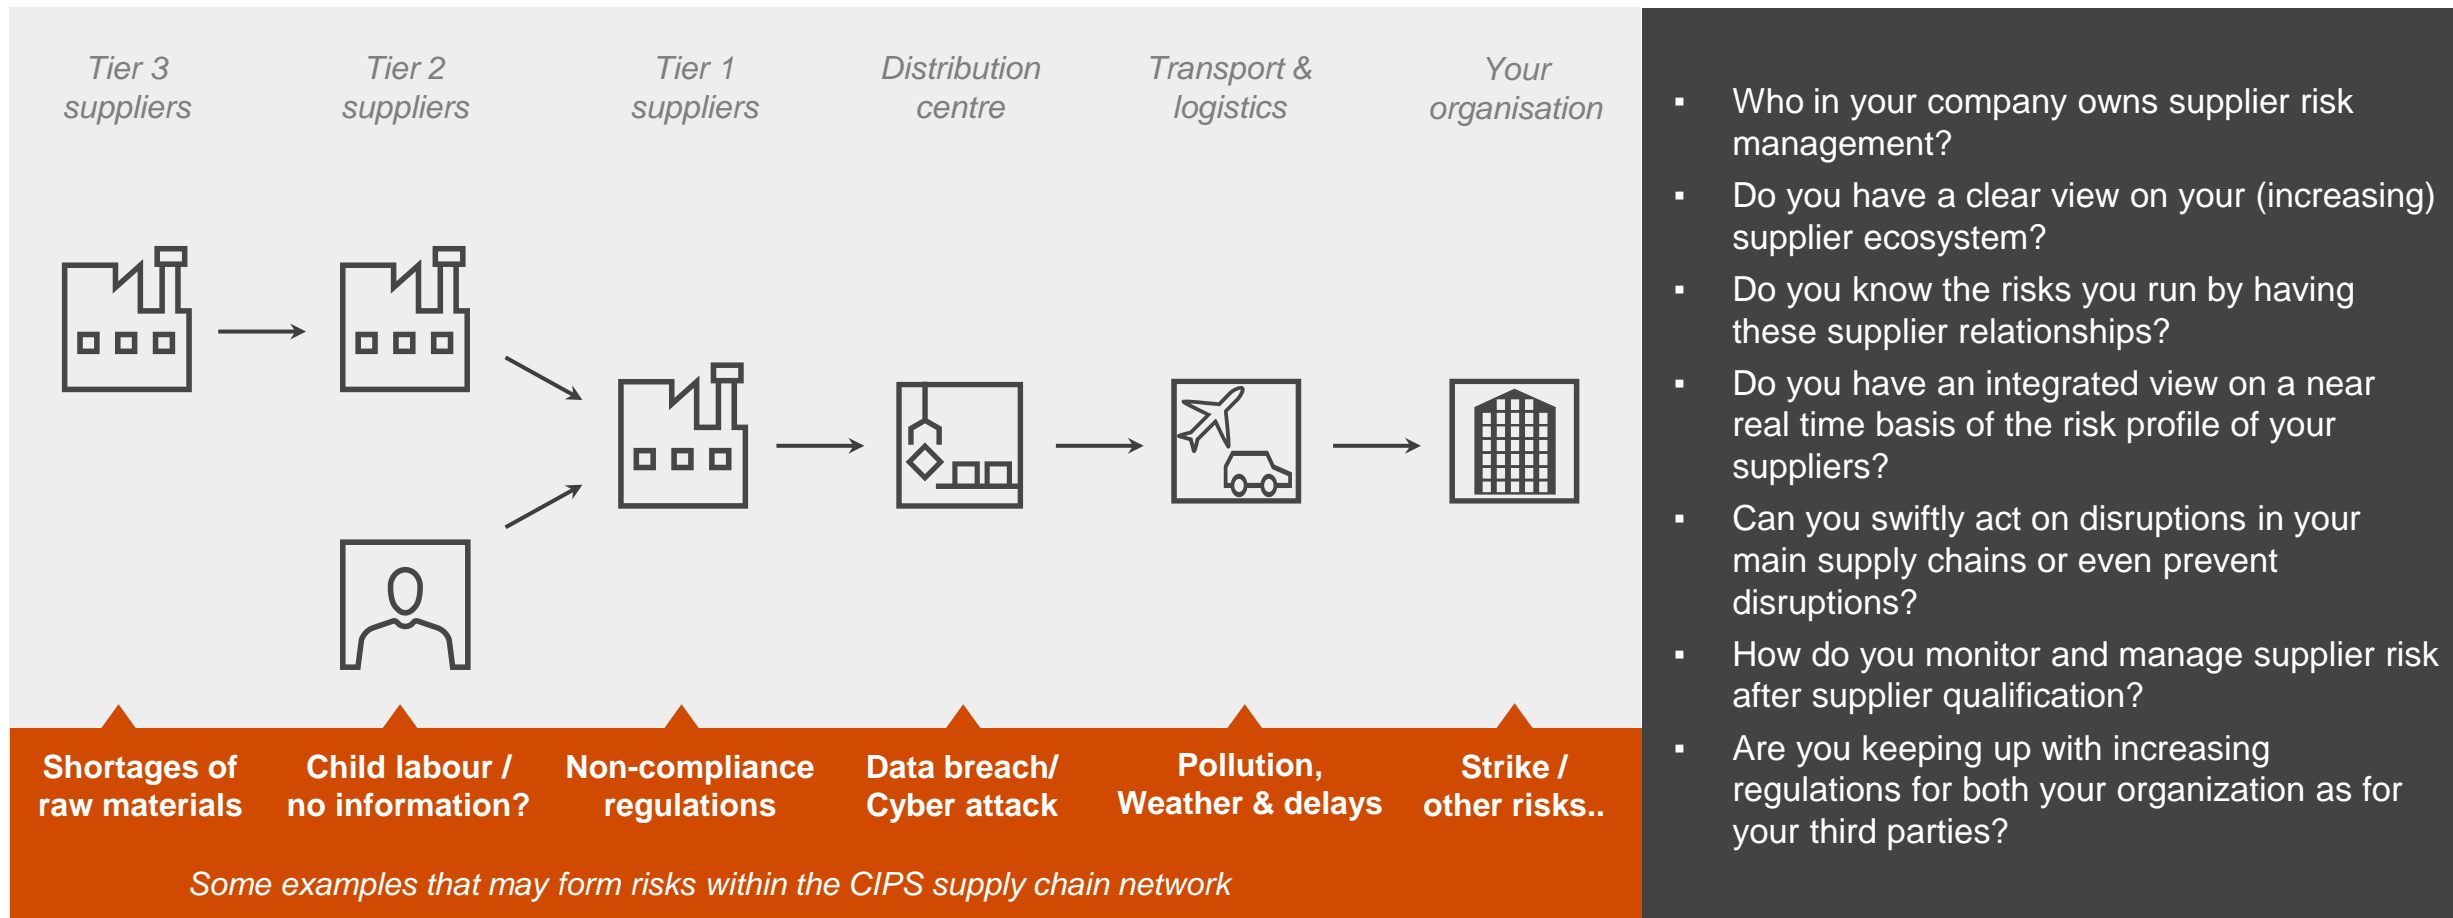 Tier 3
suppliers
Tier 2
suppliers
Tier 1
suppliers
Distribution
centre
Transport &
logistics
Your
organisation
Shortages of
raw materials
Child labour /
no information?
Non-compliance
regulations
Data breach/
Cyber attack
Pollution,
Weather & delays
Strike /
other risks..
Some examples that may form risks within the CIPS supply chain network
▪ Who in your company owns supplier risk
management?
▪ Do you have a clear view on your (increasing)
supplier ecosystem?
▪ Do you know the risks you run by having
these supplier relationships?
▪ Do you have an integrated view on a near
real time basis of the risk profile of your
suppliers?
▪ Can you swiftly act on disruptions in your
main supply chains or even prevent
disruptions?
▪ How do you monitor and manage supplier risk
after supplier qualification?
▪ Are you keeping up with increasing
regulations for both your organization as for
your third parties?